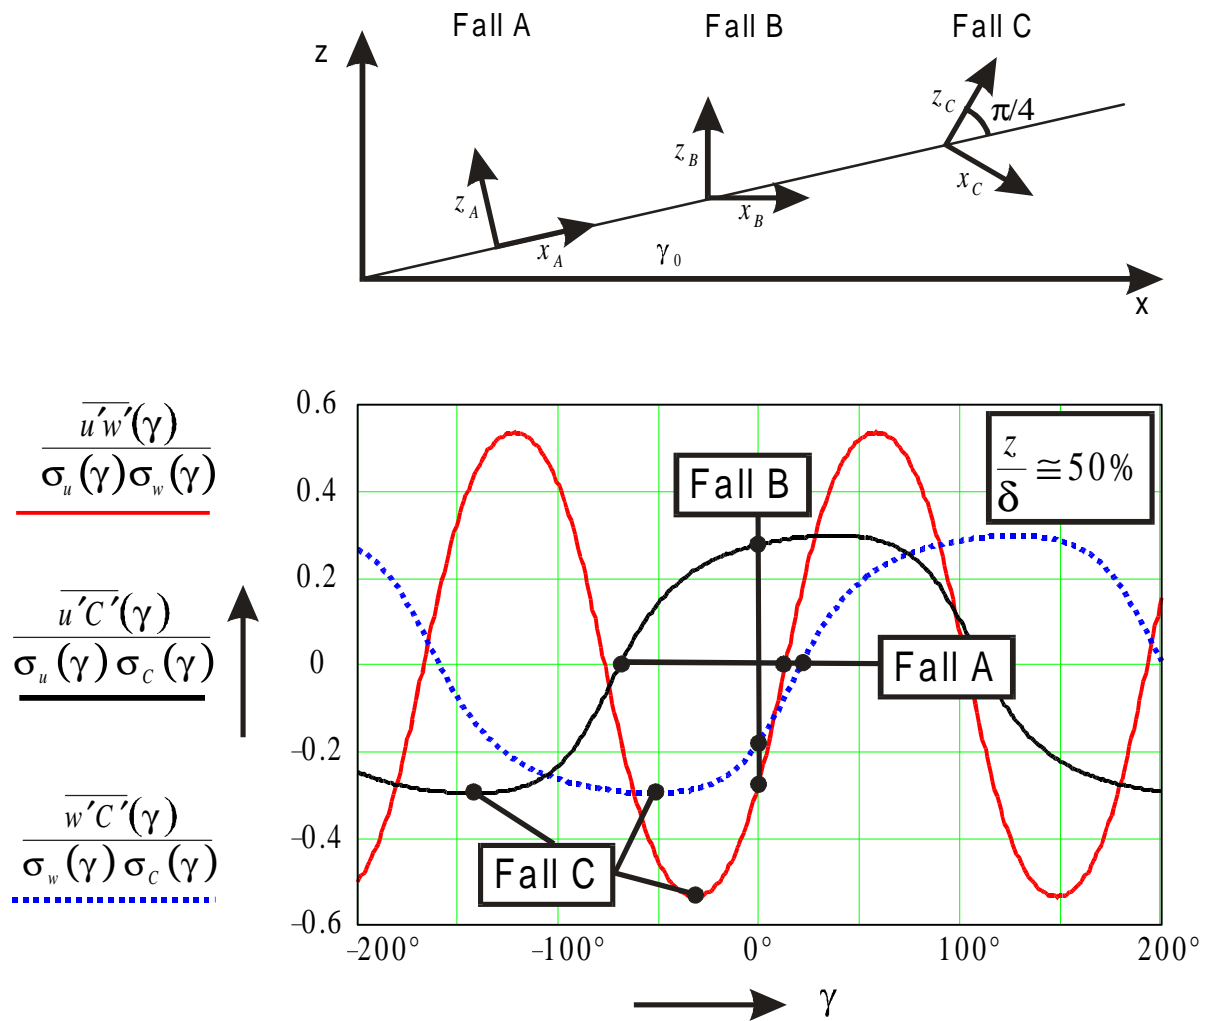 Fall A Fall B Fall C
z
z_C π/4
z_B
x_C
z_A
x_B
x_A γ_0
x
0.6
u′w′(γ)
σ_u(γ)σ_w(γ)
z/δ ≅ 50%
Fall B
0.4
0.2
u′C′(γ)
σ_u(γ)σ_C(γ)
0
Fall A
−0.2
w′C′(γ)
σ_w(γ)σ_C(γ)
−0.4
Fall C
−0.6
−200° −100° 0° 100° 200°
γ